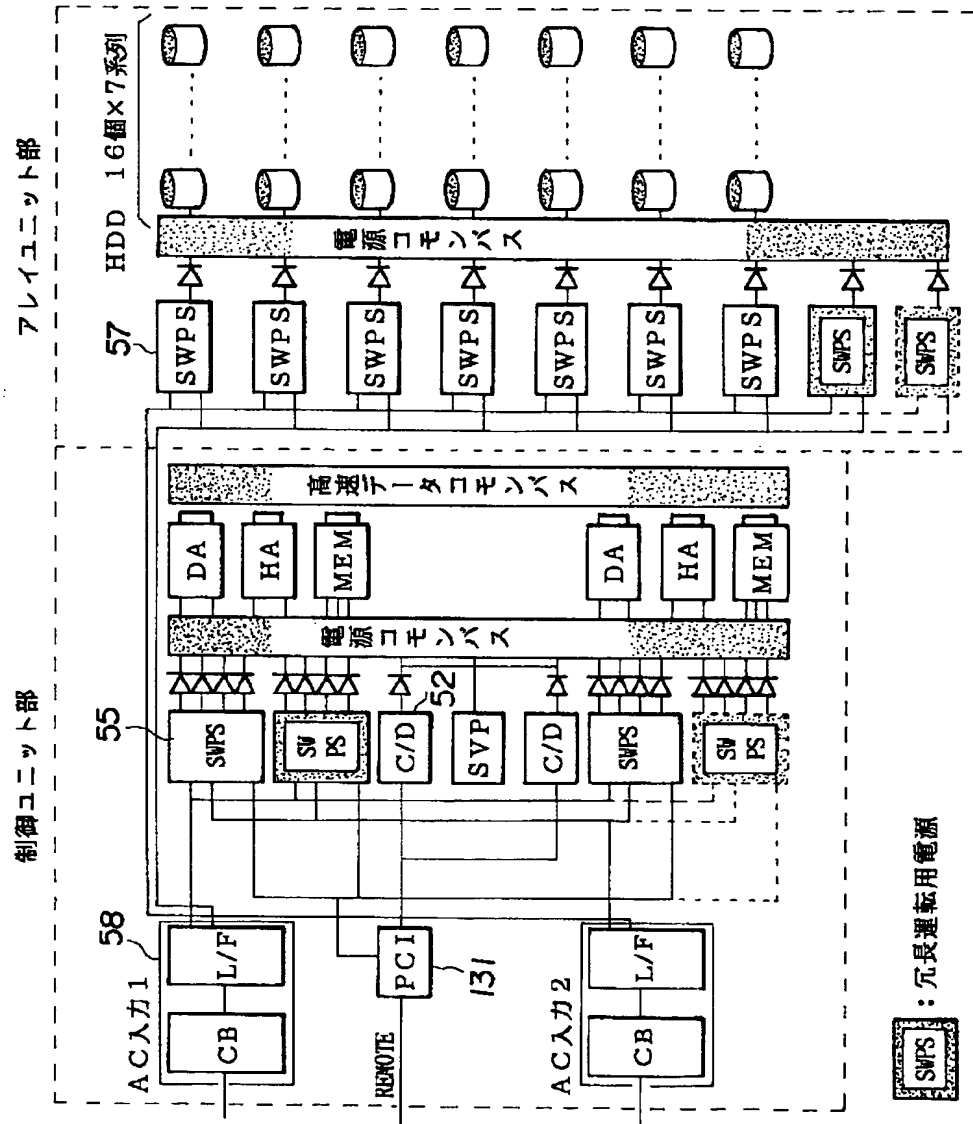 アレイユニット部
HDD 16個×7系列
電源コモンバス
57
SWPS
SWPS
SWPS
SWPS
SWPS
SWPS
SWPS
SWPS
SWPS
制御ユニット部
高速データコモンバス
DA
HA
MEM
DA
HA
MEM
電源コモンバス
55
52
SWPS
SW
PS
C/D
SVP
C/D
SWPS
SW
PS
58
AC入力1
L/F
CB
PCI
131
REMOTE
AC入力2
L/F
CB
SWPS
:冗長運転用電源